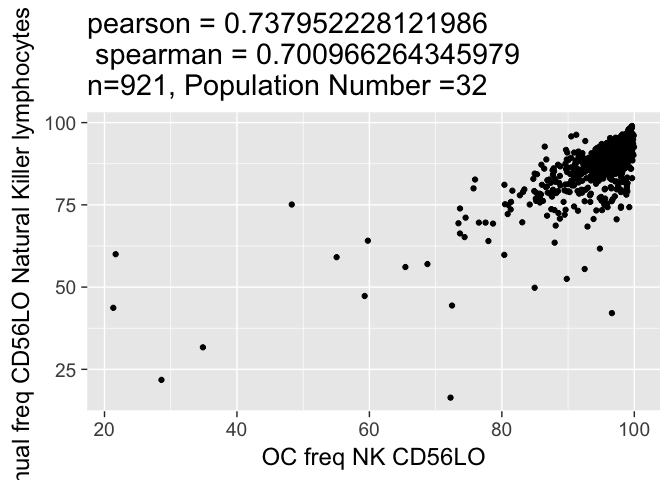 pearson = 0.737952228121986
spearman = 0.700966264345979
n=921, Population Number =32
freq CD56LO Natural Killer lymphocytes
100
75
50
25
20
40
60
80
100
OC freq NK CD56LO